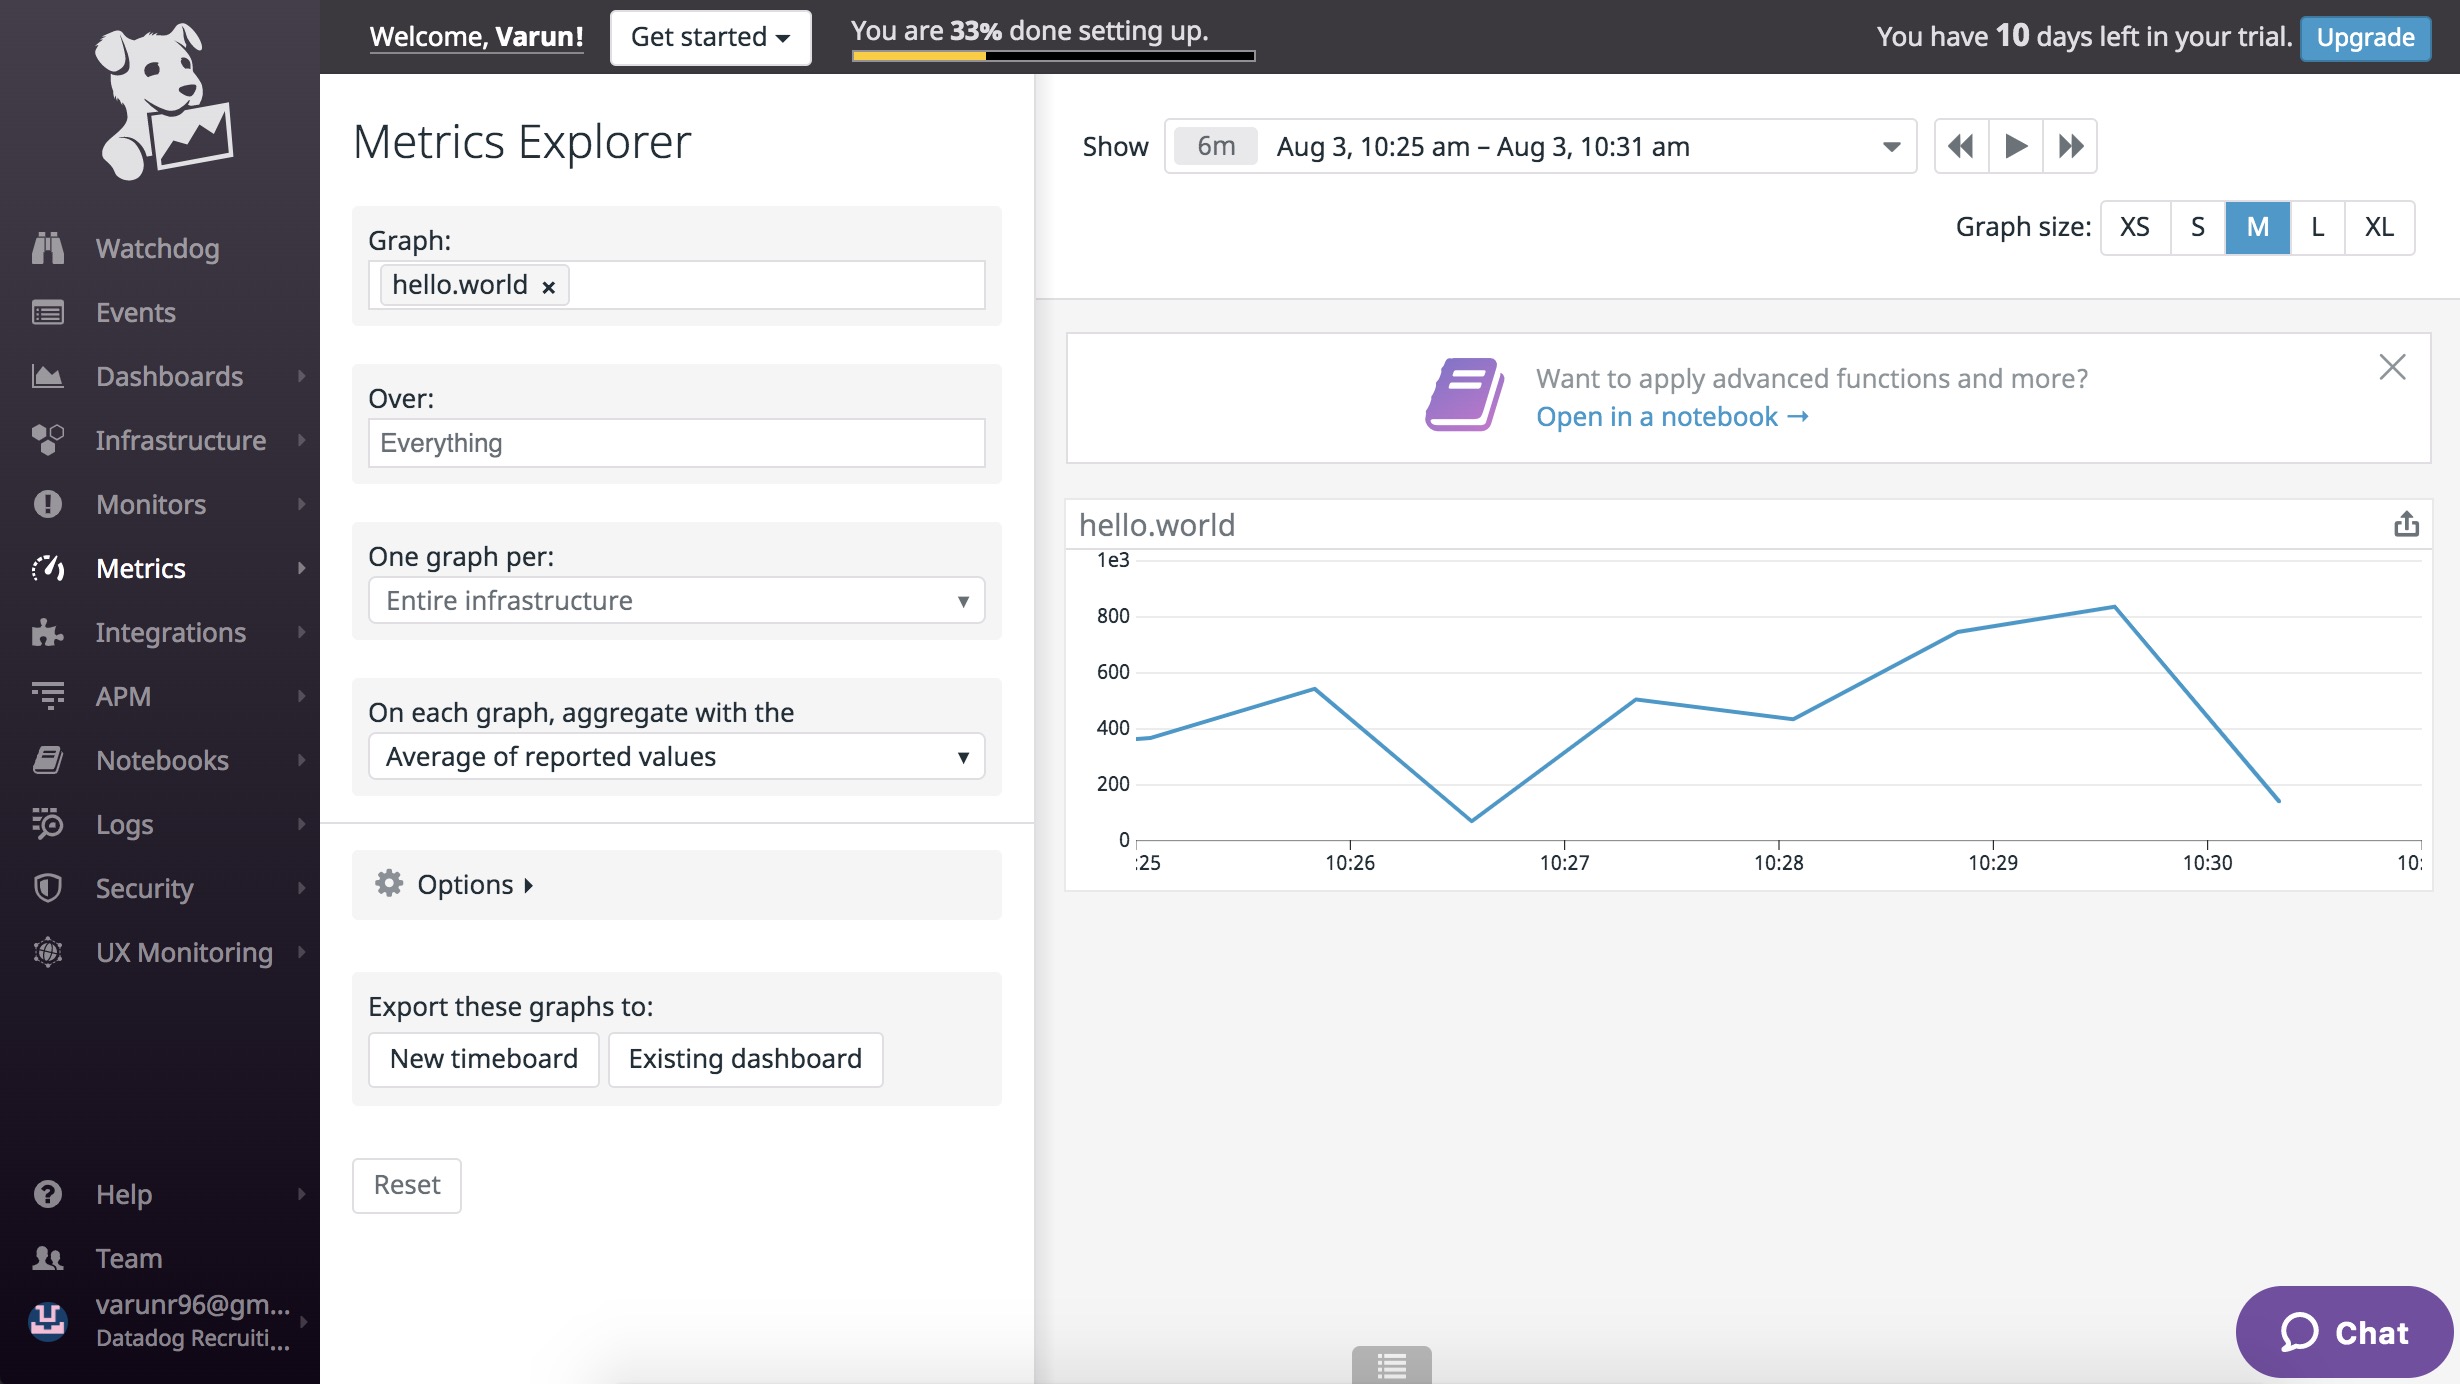 Welcome, Varun!
Get started
You are 33% done setting up.
You have 10 days left in your trial.
Upgrade
Watchdog
Events
Dashboards
Infrastructure
Monitors
Metrics
Integrations
APM
Notebooks
Logs
Security
UX Monitoring
Help
Team
varunr96@gm...
Datadog Recruiti...
Metrics Explorer
Graph:
hello.world ×
Over:
Everything
One graph per:
Entire infrastructure
On each graph, aggregate with the
Average of reported values
Options
Export these graphs to:
New timeboard
Existing dashboard
Reset
Show 6m Aug 3, 10:25 am – Aug 3, 10:31 am
Graph size: XS S M L XL
Want to apply advanced functions and more?
Open in a notebook →
hello.world
1e3
800
600
400
200
0
:25 10:26 10:27 10:28 10:29 10:30 10:
Chat